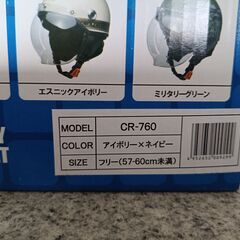 エスニックアイボリー
ミリタリーグリーン
MODEL CR-760
COLOR アイボリー×ネイビー
SIZE フリー(57-60cm未満)